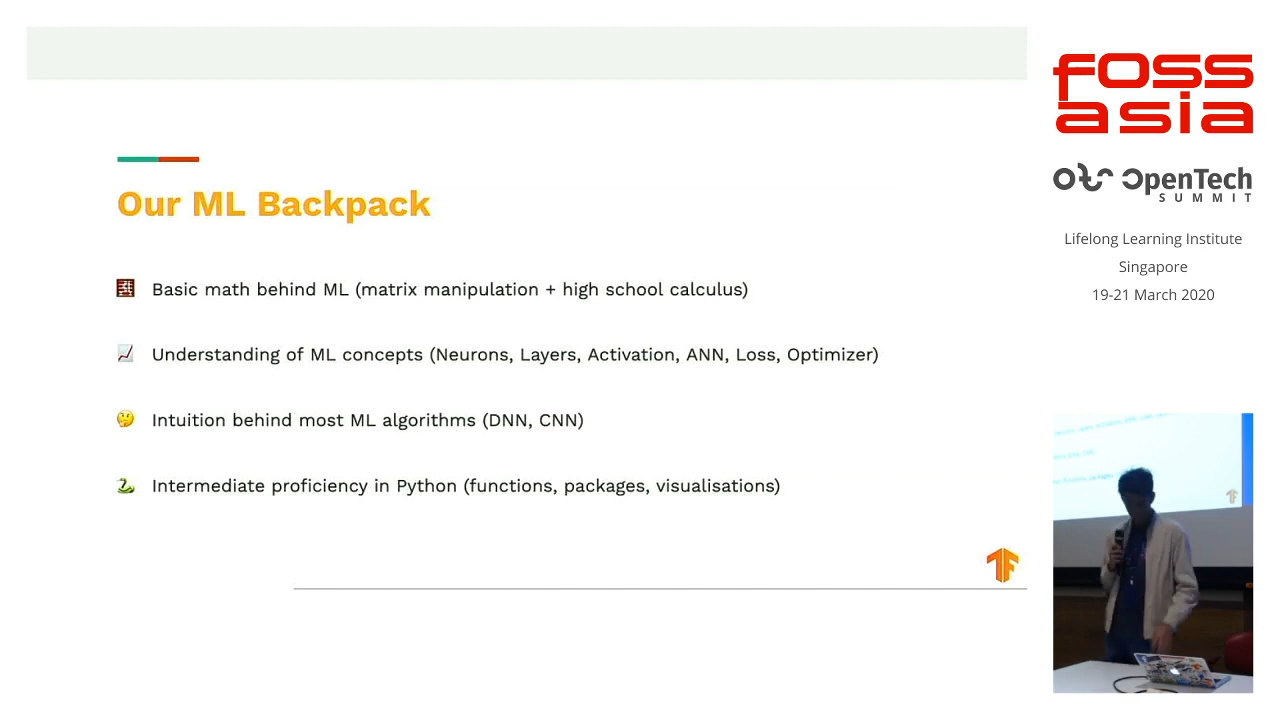 Our ML Backpack
Basic math behind ML (matrix manipulation + high school calculus)
Understanding of ML concepts (Neurons, Layers, Activation, ANN, Loss, Optimizer)
Intuition behind most ML algorithms (DNN, CNN)
Intermediate proficiency in Python (functions, packages, visualisations)
foss
asia
OpenTech
SUMMIT
Lifelong Learning Institute
Singapore
19-21 March 2020